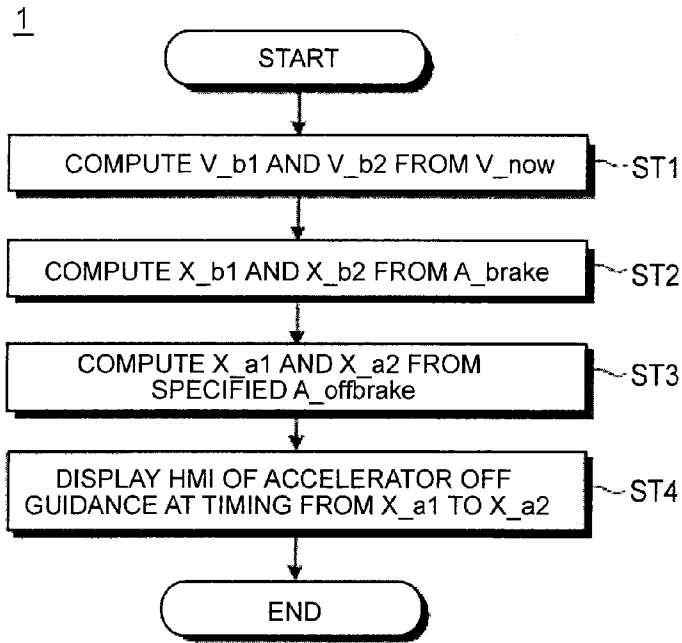 1
START
COMPUTE V_b1 AND V_b2 FROM V_now
ST1
COMPUTE X_b1 AND X_b2 FROM A_brake
ST2
COMPUTE X_a1 AND X_a2 FROM
SPECIFIED A_offbrake
ST3
DISPLAY HMI OF ACCELERATOR OFF
GUIDANCE AT TIMING FROM X_a1 TO X_a2
ST4
END